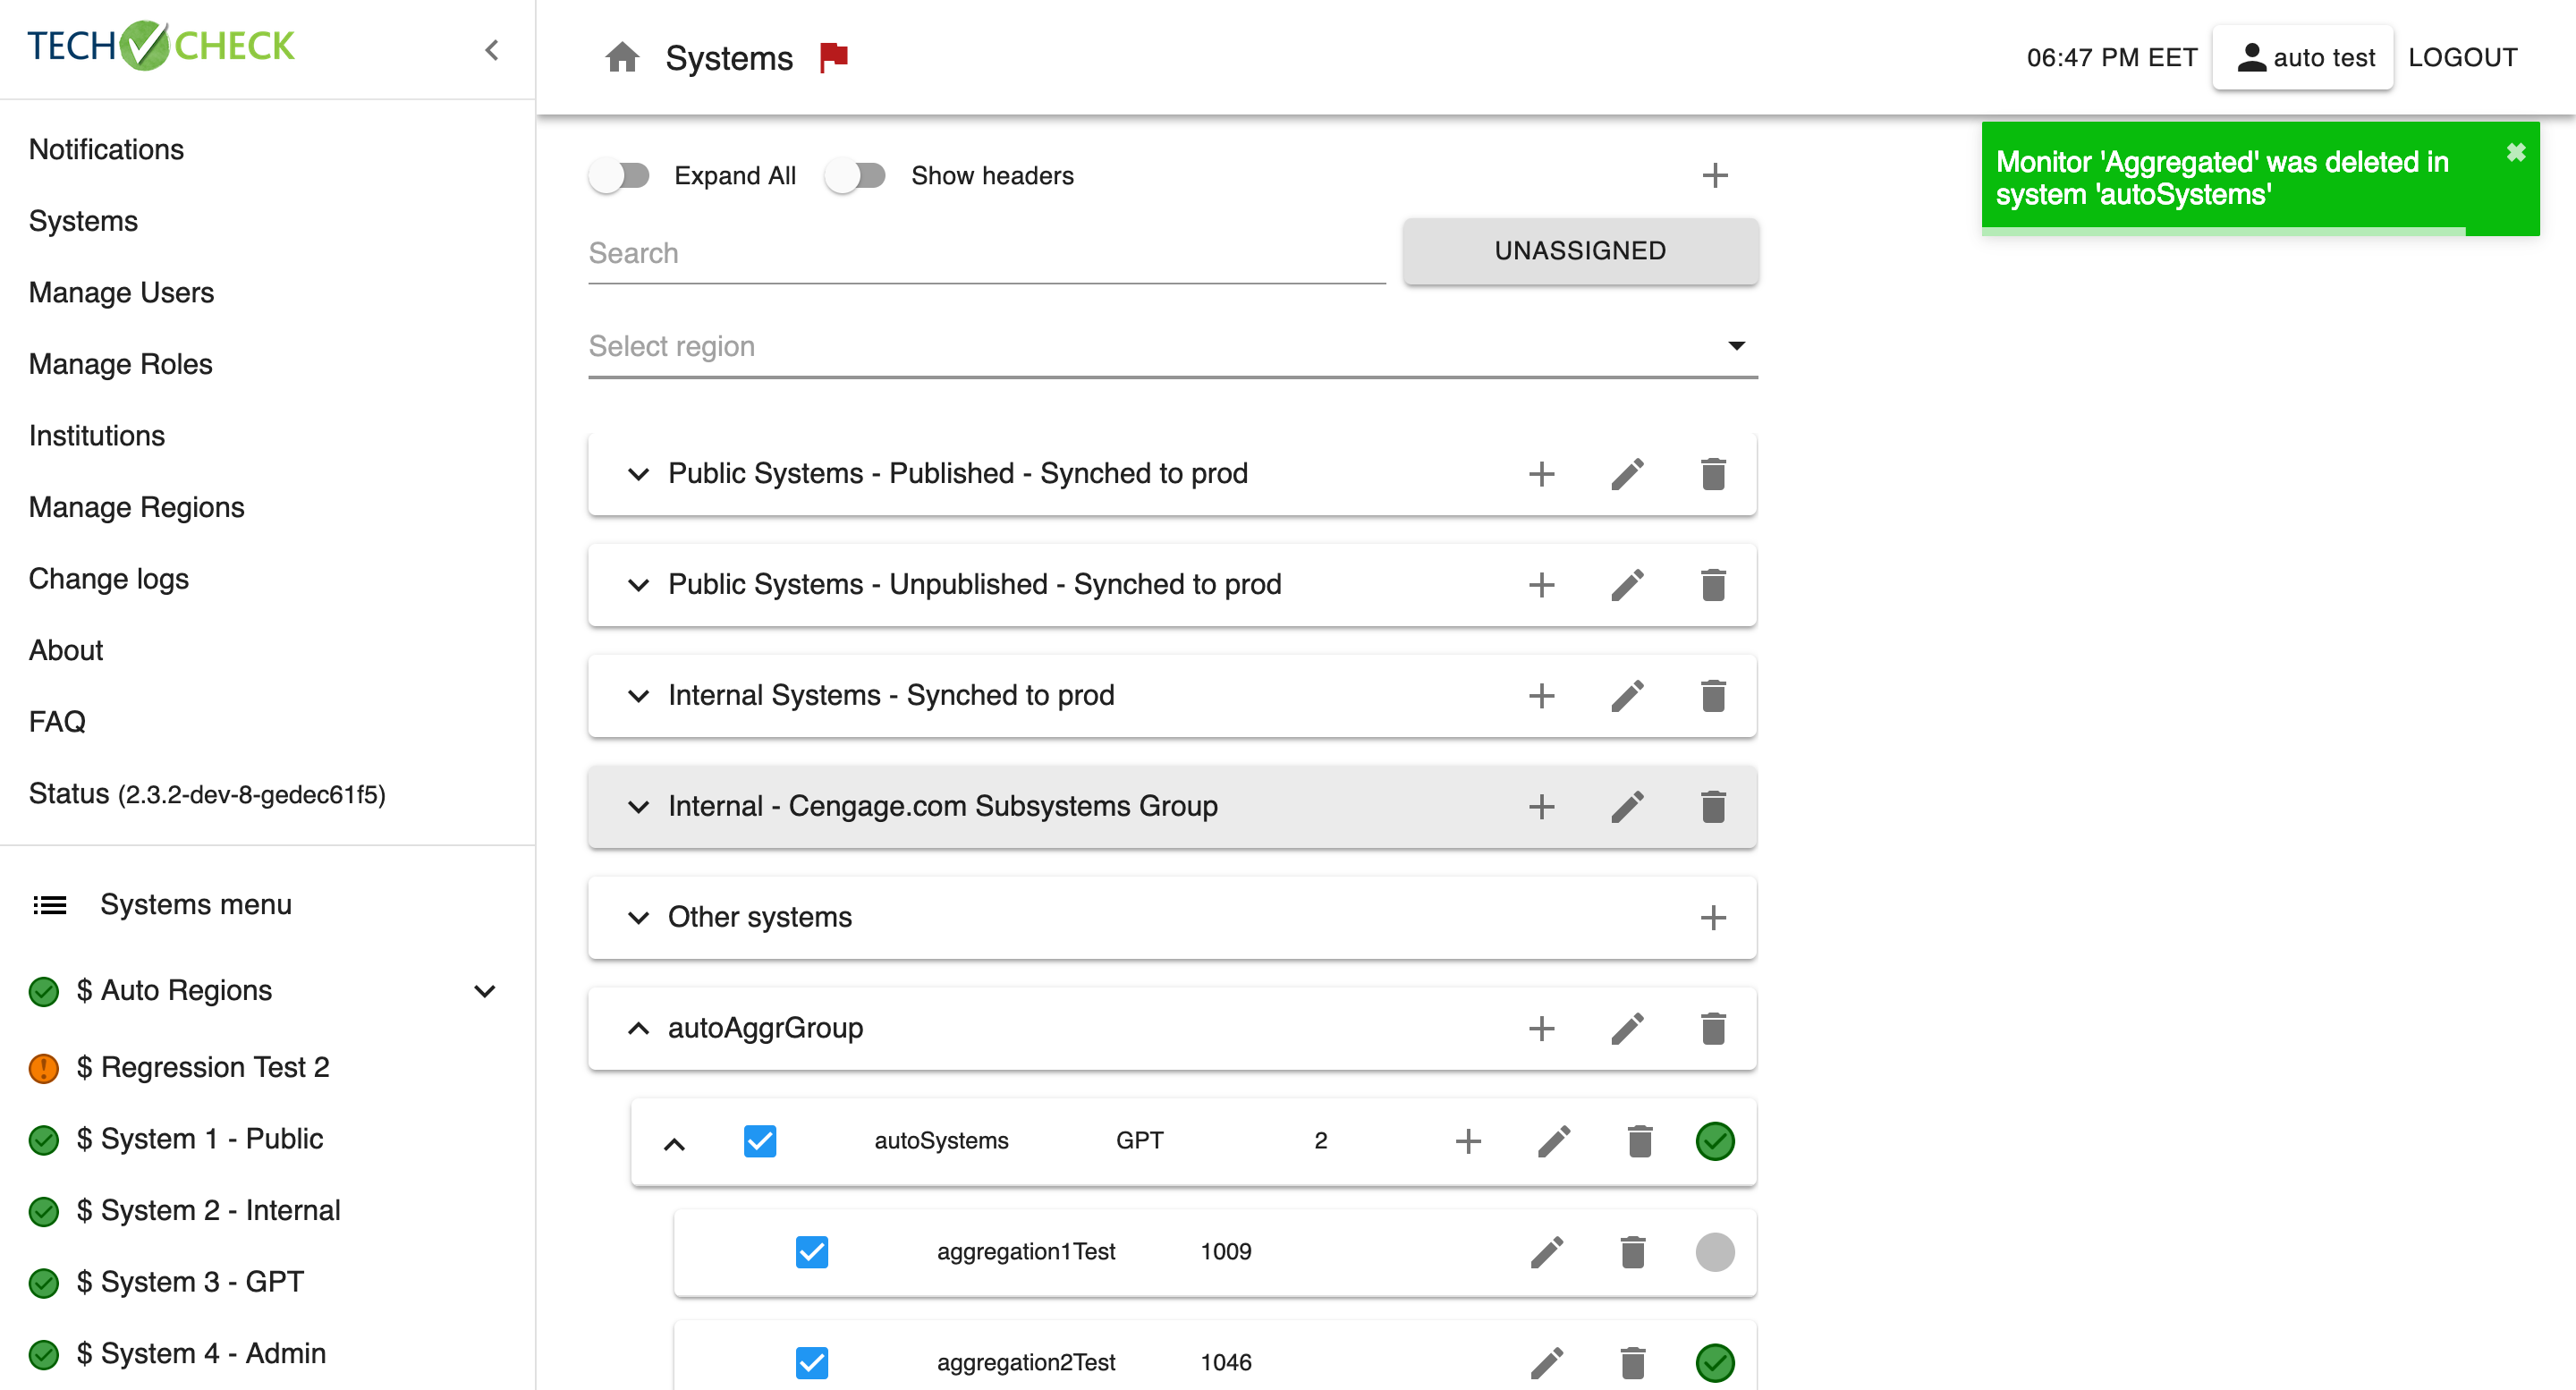 TECH CHECK
Notifications
Systems
Manage Users
Manage Roles
Institutions
Manage Regions
Change logs
About
FAQ
Status (2.3.2-dev-8-gedec61f5)
Systems menu
$ Auto Regions
$ Regression Test 2
$ System 1 - Public
$ System 2 - Internal
$ System 3 - GPT
$ System 4 - Admin
Systems
06:47 PM EET
auto test
LOGOUT
Monitor 'Aggregated' was deleted in
system 'autoSystems'
Expand All
Show headers
Search
UNASSIGNED
Select region
Public Systems - Published - Synched to prod
Public Systems - Unpublished - Synched to prod
Internal Systems - Synched to prod
Internal - Cengage.com Subsystems Group
Other systems
autoAggrGroup
autoSystems GPT 2
aggregation1Test 1009
aggregation2Test 1046